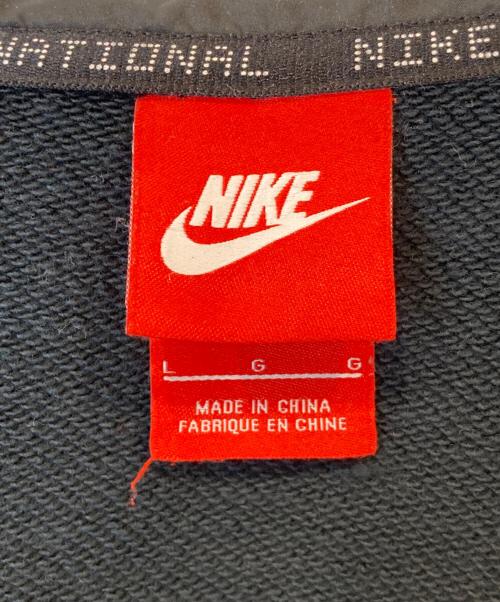 NATIONAL NIKE
NIKE
L G G
MADE IN CHINA
FABRIQUE EN CHINE